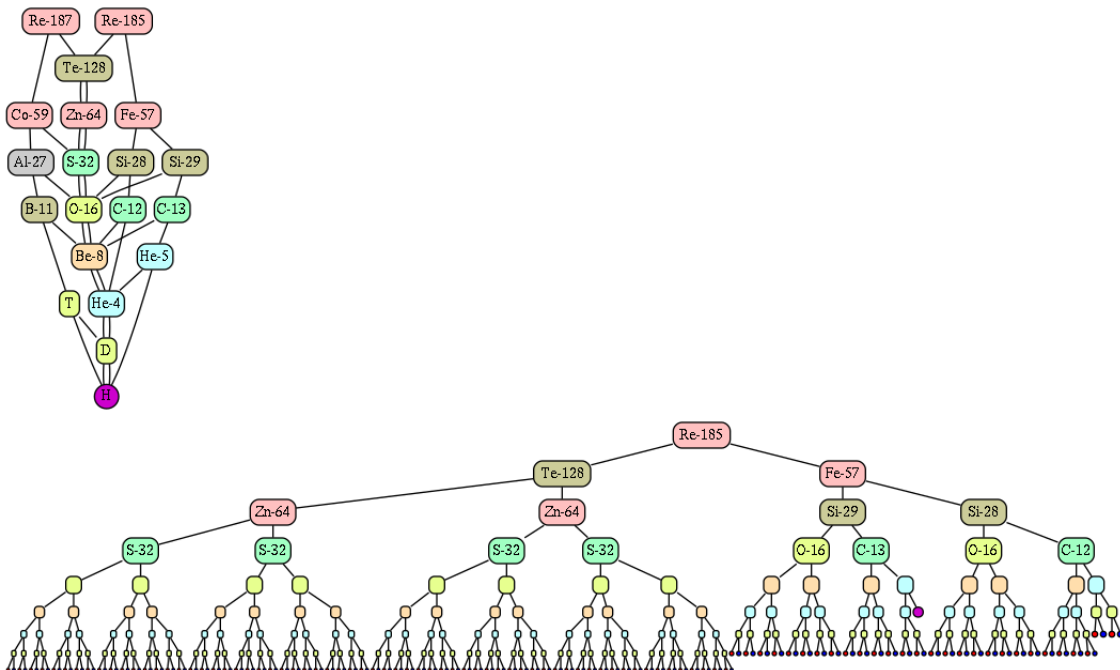 Re-187 Re-185
Te-128
Co-59 Zn-64 Fe-57
Al-27 S-32 Si-28 Si-29
B-11 O-16 C-12 C-13
Be-8 He-5
T He-4
D
H
Re-185
Te-128 Fe-57
Zn-64 Zn-64 Si-29 Si-28
S-32 S-32 S-32 S-32 O-16 C-13 O-16 C-12